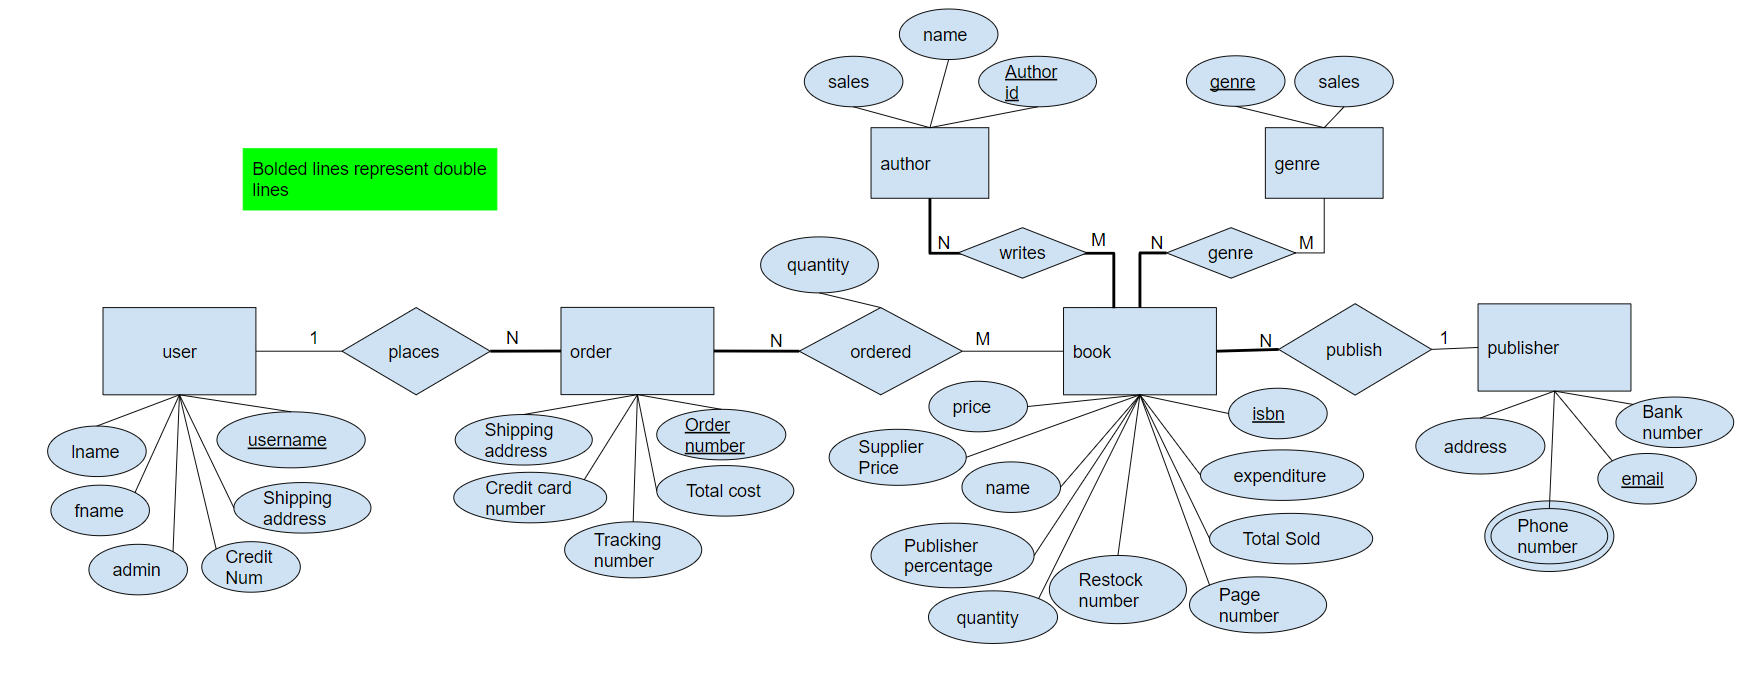 name
sales
Author
id
genre
sales
author
genre
Bolded lines represent double
lines
N
writes
M
N
genre
M
quantity
user
1
places
N
order
N
ordered
M
book
N
publish
1
publisher
lname
username
fname
Shipping
address
admin
Credit
Num
Shipping
address
Order
number
Credit card
number
Total cost
Tracking
number
price
isbn
Supplier
Price
name
expenditure
Publisher
percentage
Total Sold
quantity
Restock
number
Page
number
address
Bank
number
email
Phone
number